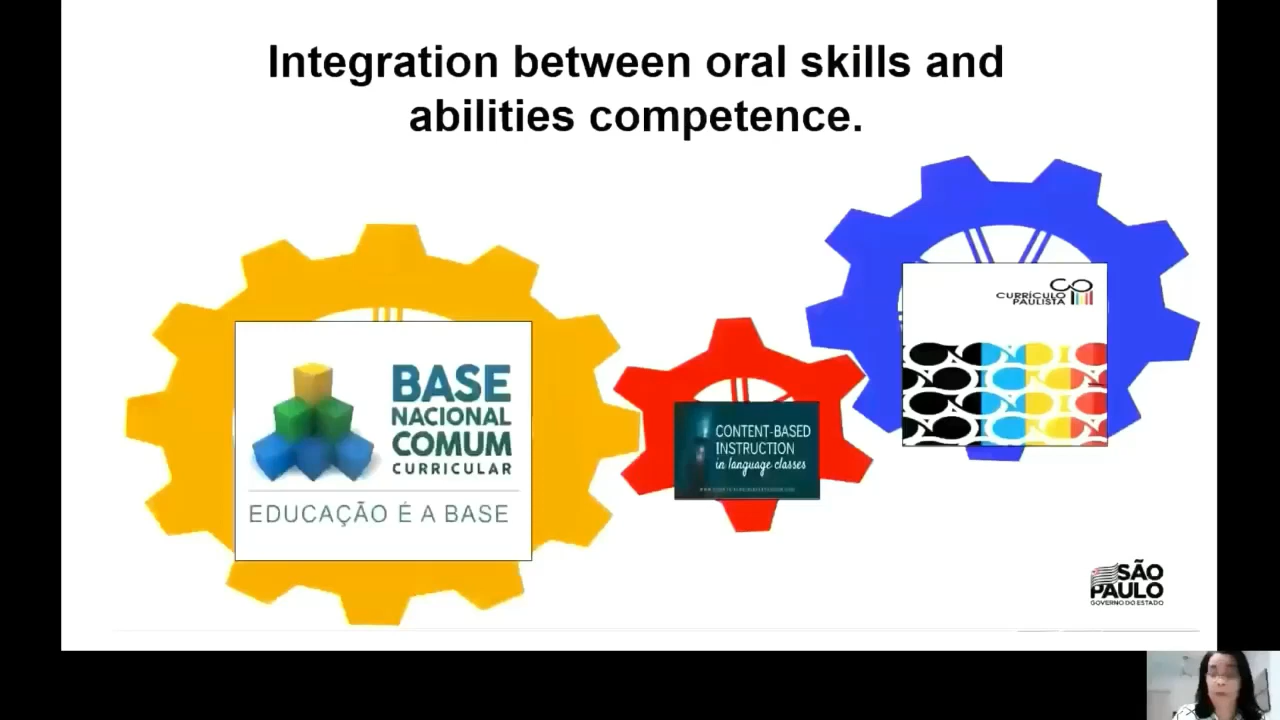 Integration between oral skills and
abilities competence.
BASE
NACIONAL
COMUM
CURRICULAR
EDUCAÇÃO É A BASE
CONTENT-BASED
INSTRUCTION
in language classes
CURRÍCULO
PAULISTA
SÃO
PAULO
GOVERNO DO ESTADO